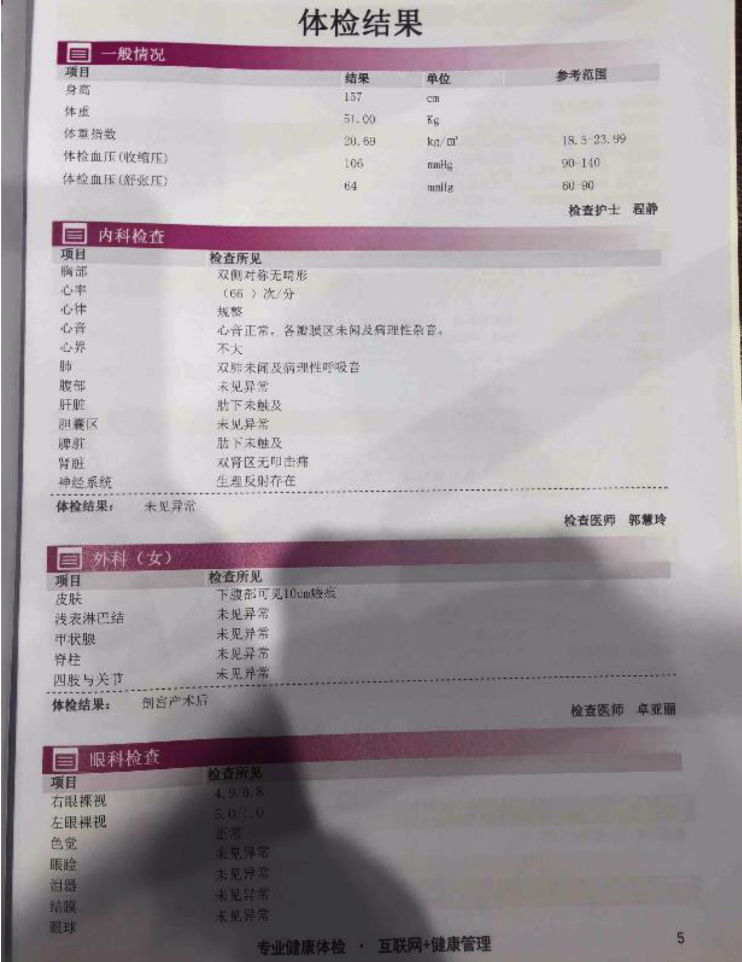 体检结果
一般情况
项目 结果 单位 参考范围
身高 157 cm
体重 51.00 Kg
体重指数 20.69 kg/m² 18.5-23.99
体检血压(收缩压) 106 mmHg 90-140
体检血压(舒张压) 64 mmHg 60-90
检查护士 程静
内科检查
项目 检查所见
胸部 双侧对称无畸形
心率 （66 ）次/分
心律 规整
心音 心音正常，各瓣膜区未闻及病理性杂音。
心界 不大
肺 双肺未闻及病理性呼吸音
腹部 未见异常
肝脏 肋下未触及
胆囊区 未见异常
脾脏 肋下未触及
肾脏 双肾区无叩击痛
神经系统 生理反射存在
体检结果： 未见异常
检查医师 郭慧玲
外科（女）
项目 检查所见
皮肤 下腹部可见10cm瘢痕
浅表淋巴结 未见异常
甲状腺 未见异常
脊柱 未见异常
四肢与关节 未见异常
体检结果： 剖宫产术后
检查医师 卓亚丽
眼科检查
项目 检查所见
右眼裸视 4.9/0.8
左眼裸视 5.0/1.0
色觉 正常
眼睑 未见异常
泪器 未见异常
结膜 未见异常
眼球 未见异常
专业健康体检 · 互联网+健康管理
5